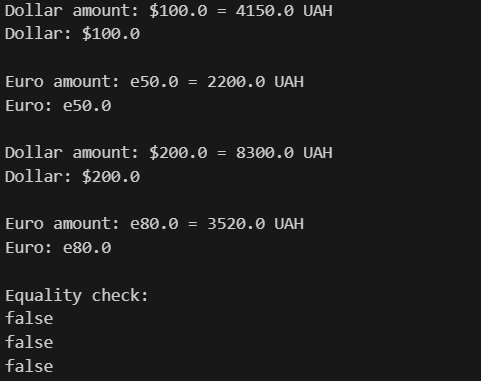 Dollar amount: $100.0 = 4150.0 UAH
Dollar: $100.0
Euro amount: e50.0 = 2200.0 UAH
Euro: e50.0
Dollar amount: $200.0 = 8300.0 UAH
Dollar: $200.0
Euro amount: e80.0 = 3520.0 UAH
Euro: e80.0
Equality check:
false
false
false